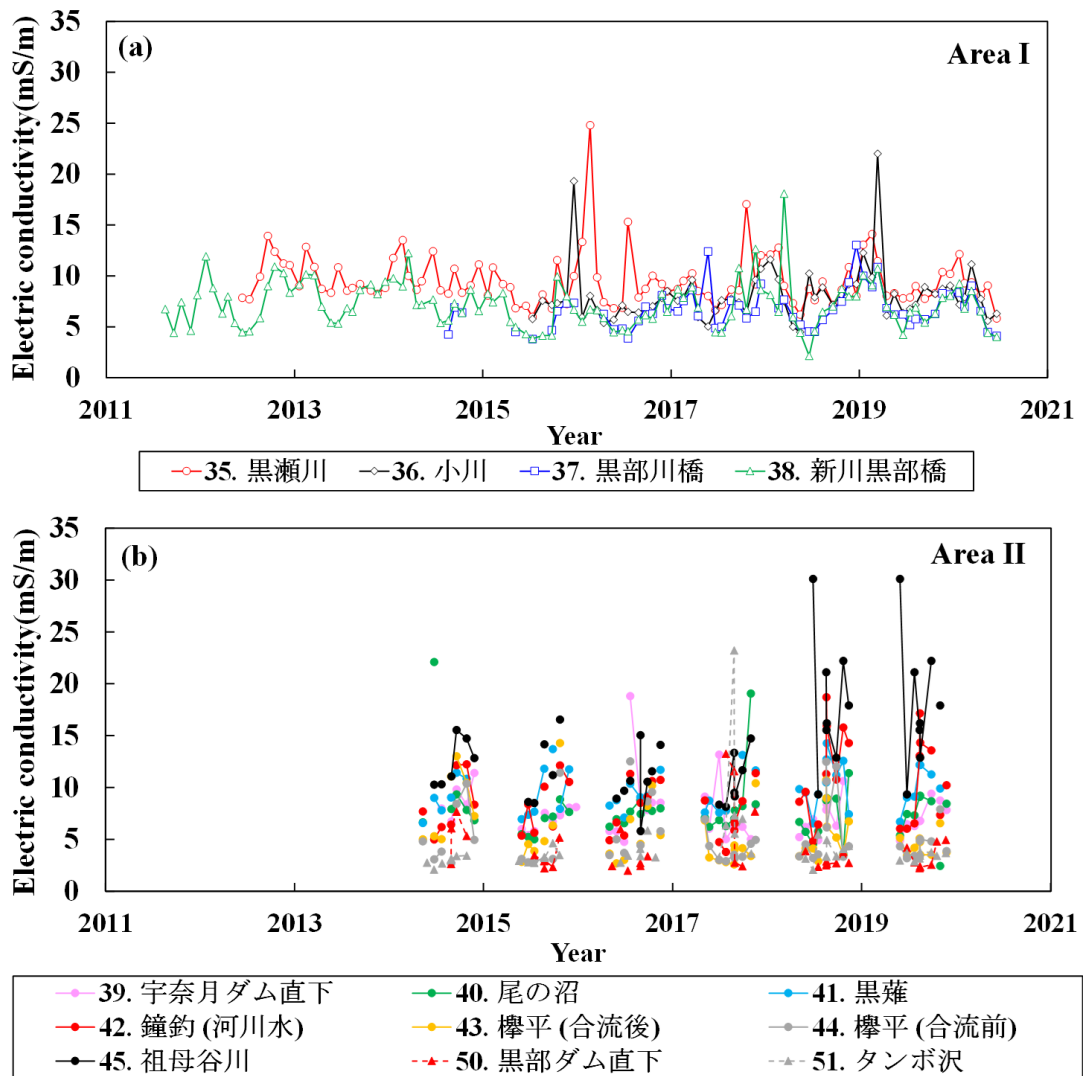 (a)
Area I
Electric conductivity(mS/m)
35
30
25
20
15
10
5
0
2011 2013 2015 2017 2019 2021
Year
35. 黒瀬川 36. 小川 37. 黒部川橋 38. 新川黒部橋
(b)
Area II
Electric conductivity(mS/m)
35
30
25
20
15
10
5
0
2011 2013 2015 2017 2019 2021
Year
39. 宇奈月ダム直下 40. 尾の沼 41. 黒薙
42. 鐘釣 (河川水) 43. 欅平 (合流後) 44. 欅平 (合流前)
45. 祖母谷川 50. 黒部ダム直下 51. タンボ沢